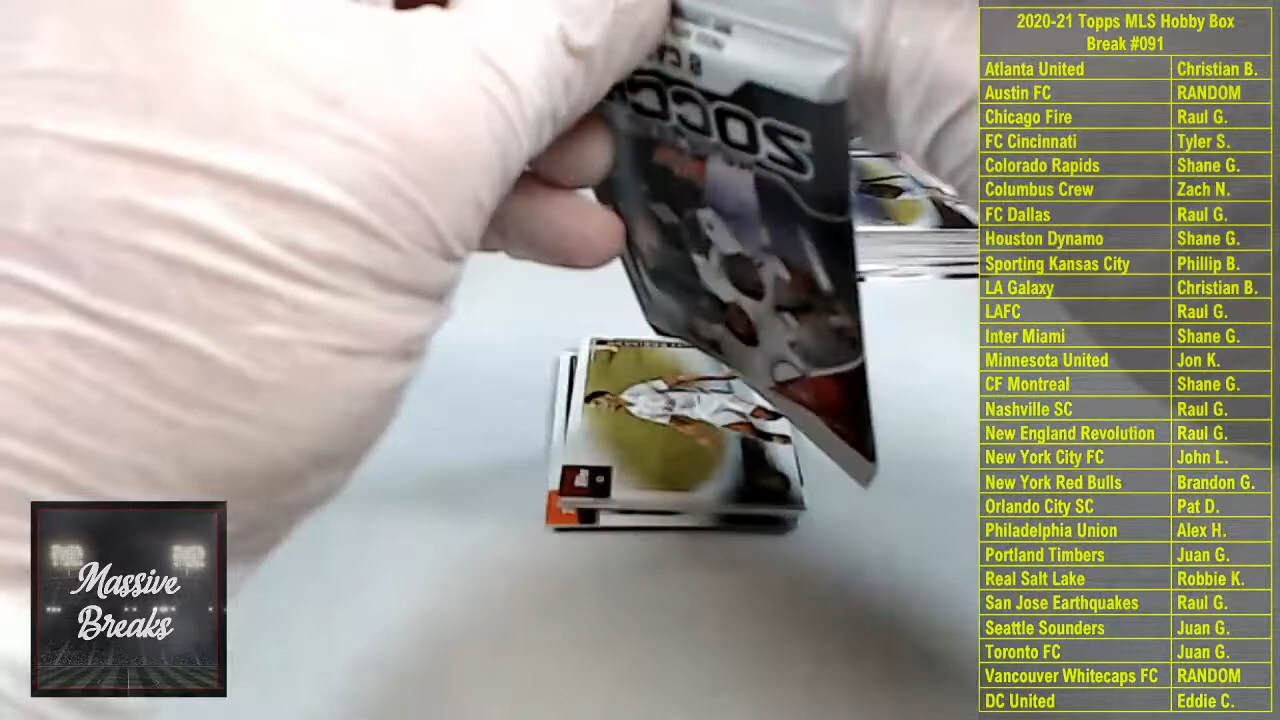 2020-21 Topps MLS Hobby Box
Break #091
Atlanta United Christian B.
Austin FC RANDOM
Chicago Fire Raul G.
FC Cincinnati Tyler S.
Colorado Rapids Shane G.
Columbus Crew Zach N.
FC Dallas Raul G.
Houston Dynamo Shane G.
Sporting Kansas City Phillip B.
LA Galaxy Christian B.
LAFC Raul G.
Inter Miami Shane G.
Minnesota United Jon K.
CF Montreal Shane G.
Nashville SC Raul G.
New England Revolution Raul G.
New York City FC John L.
New York Red Bulls Brandon G.
Orlando City SC Pat D.
Philadelphia Union Alex H.
Portland Timbers Juan G.
Real Salt Lake Robbie K.
San Jose Earthquakes Raul G.
Seattle Sounders Juan G.
Toronto FC Juan G.
Vancouver Whitecaps FC RANDOM
DC United Eddie C.
SOCC
Massive
Breaks